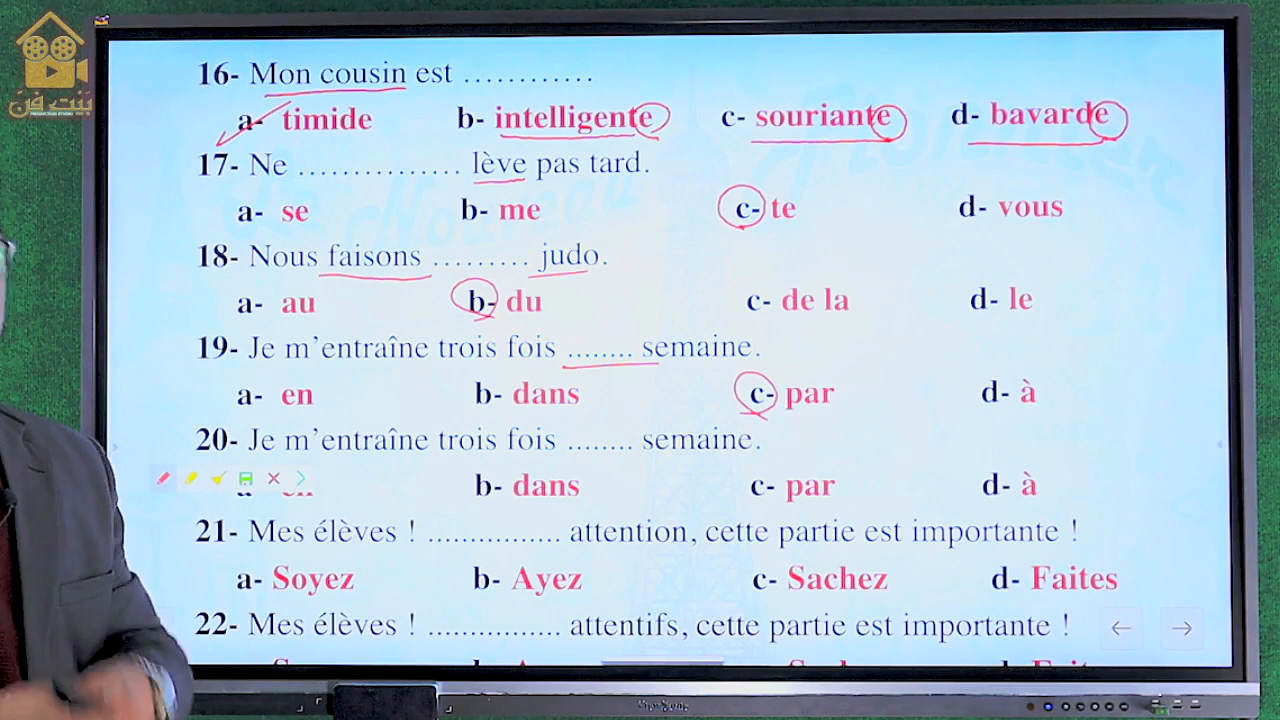 بَنت فَن
PRODUCTION STUDIO
16- Mon cousin est ............
a- timide b- intelligente c- souriante d- bavarde
17- Ne ............... lève pas tard.
a- se b- me c- te d- vous
18- Nous faisons ......... judo.
a- au b- du c- de la d- le
19- Je m’entraîne trois fois ........ semaine.
a- en b- dans c- par d- à
20- Je m’entraîne trois fois ........ semaine.
b- dans c- par d- à
21- Mes élèves ! ................ attention, cette partie est importante !
a- Soyez b- Ayez c- Sachez d- Faites
22- Mes élèves ! ................ attentifs, cette partie est importante !